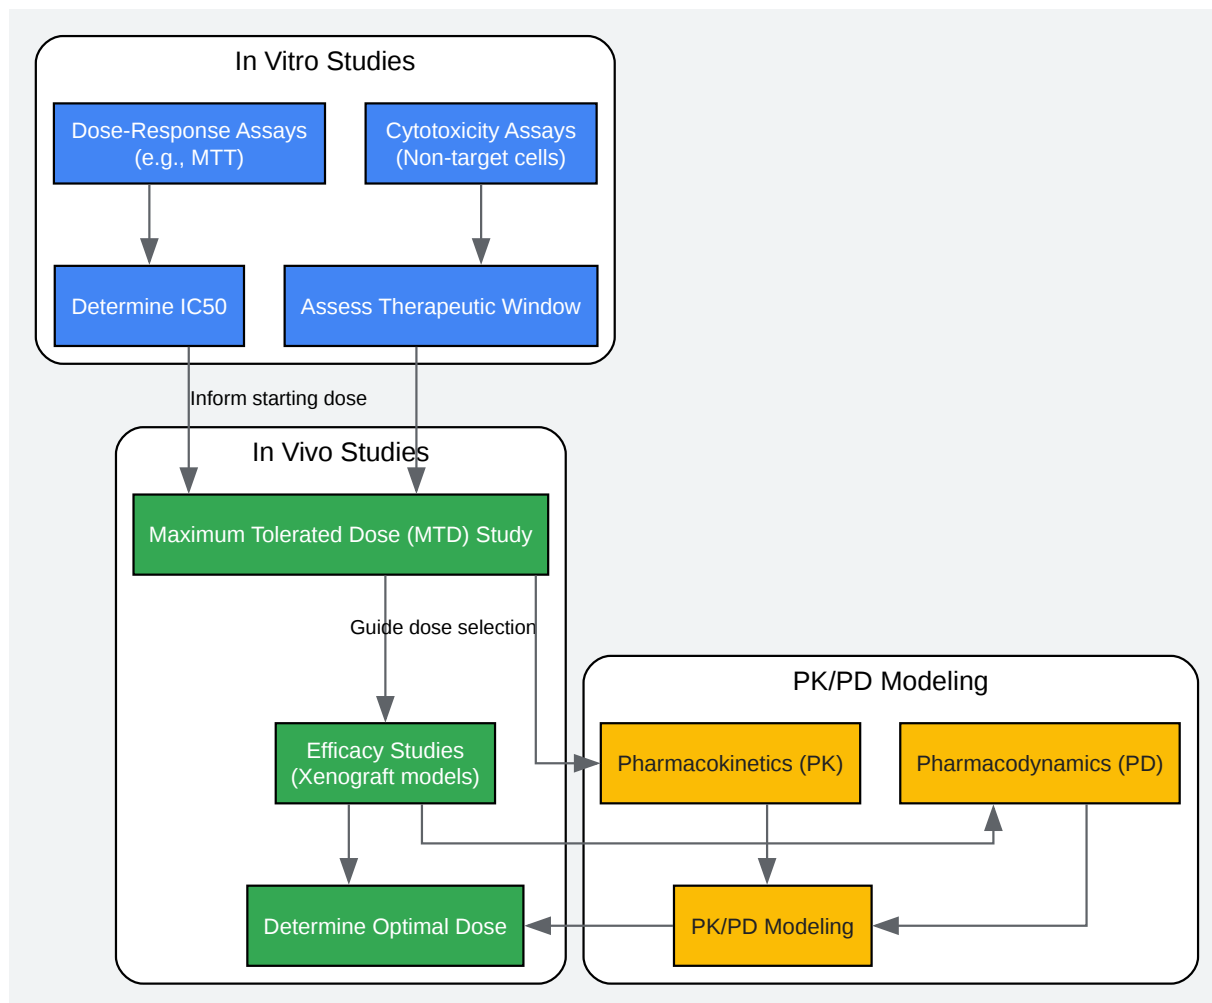 In Vitro Studies
Dose-Response Assays
(e.g., MTT)
Cytotoxicity Assays
(Non-target cells)
Determine IC50
Assess Therapeutic Window
Inform starting dose
In Vivo Studies
Maximum Tolerated Dose (MTD) Study
Guide dose selection
PK/PD Modeling
Efficacy Studies
(Xenograft models)
Pharmacokinetics (PK)
Pharmacodynamics (PD)
Determine Optimal Dose
PK/PD Modeling